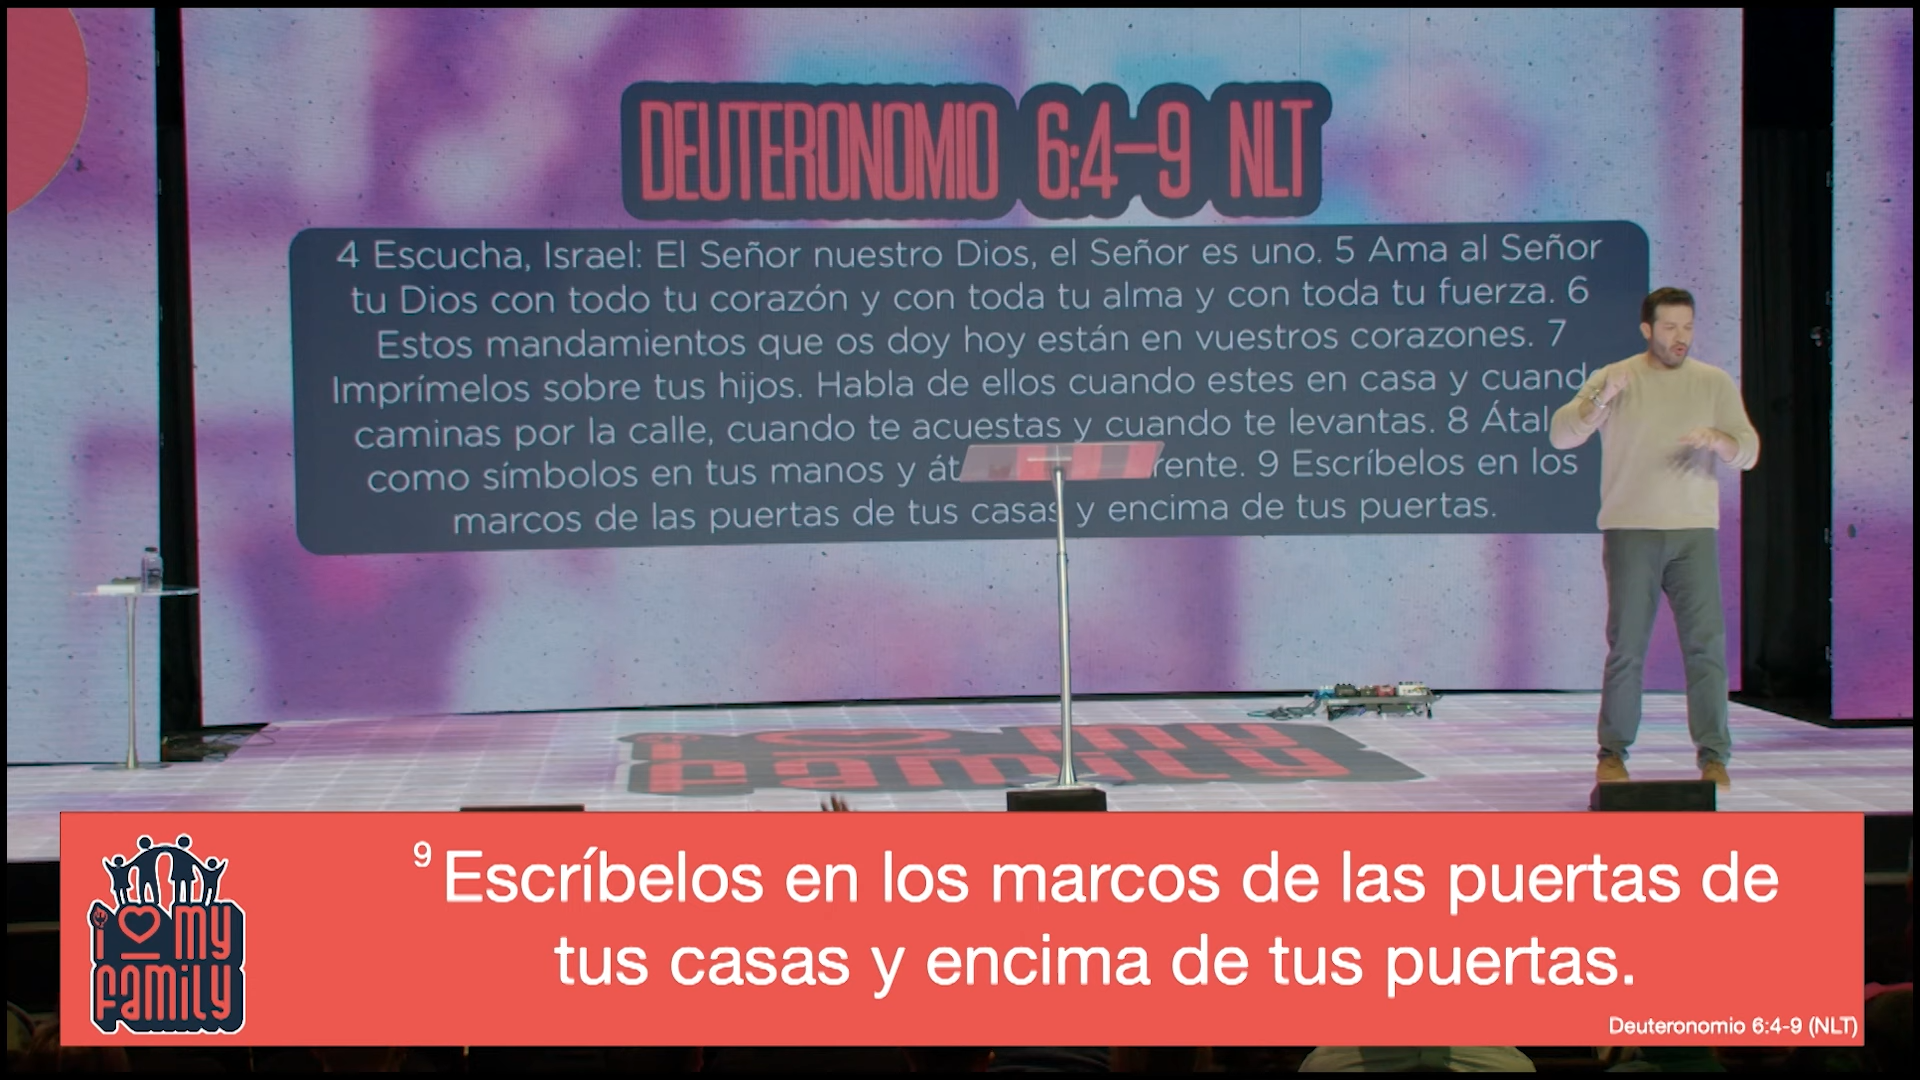 DEUTERONOMIO 6:4–9 NLT
4 Escucha, Israel: El Señor nuestro Dios, el Señor es uno. 5 Ama al Señor
tu Dios con todo tu corazón y con toda tu alma y con toda tu fuerza. 6
Estos mandamientos que os doy hoy están en vuestros corazones. 7
Imprímelos sobre tus hijos. Habla de ellos cuando estes en casa y cuand
caminas por la calle, cuando te acuestas y cuando te levantas. 8 Átal
como símbolos en tus manos y át rente. 9 Escríbelos en los
marcos de las puertas de tus casas y encima de tus puertas.
i my
family
9 Escríbelos en los marcos de las puertas de
tus casas y encima de tus puertas.
i my
family
Deuteronomio 6:4-9 (NLT)